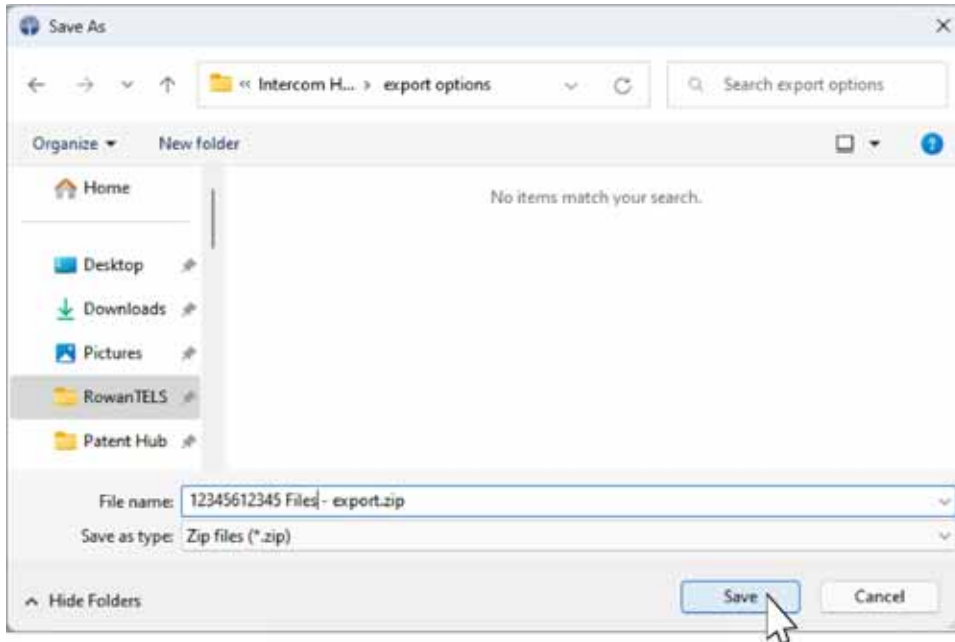 Save As
« Intercom H... › export options
Search export options
Organize
New folder
Home
No items match your search.
Desktop
Downloads
Pictures
RowanTELS
Patent Hub
File name: 12345612345 Files - export.zip
Save as type: Zip files (*.zip)
Hide Folders
Save
Cancel